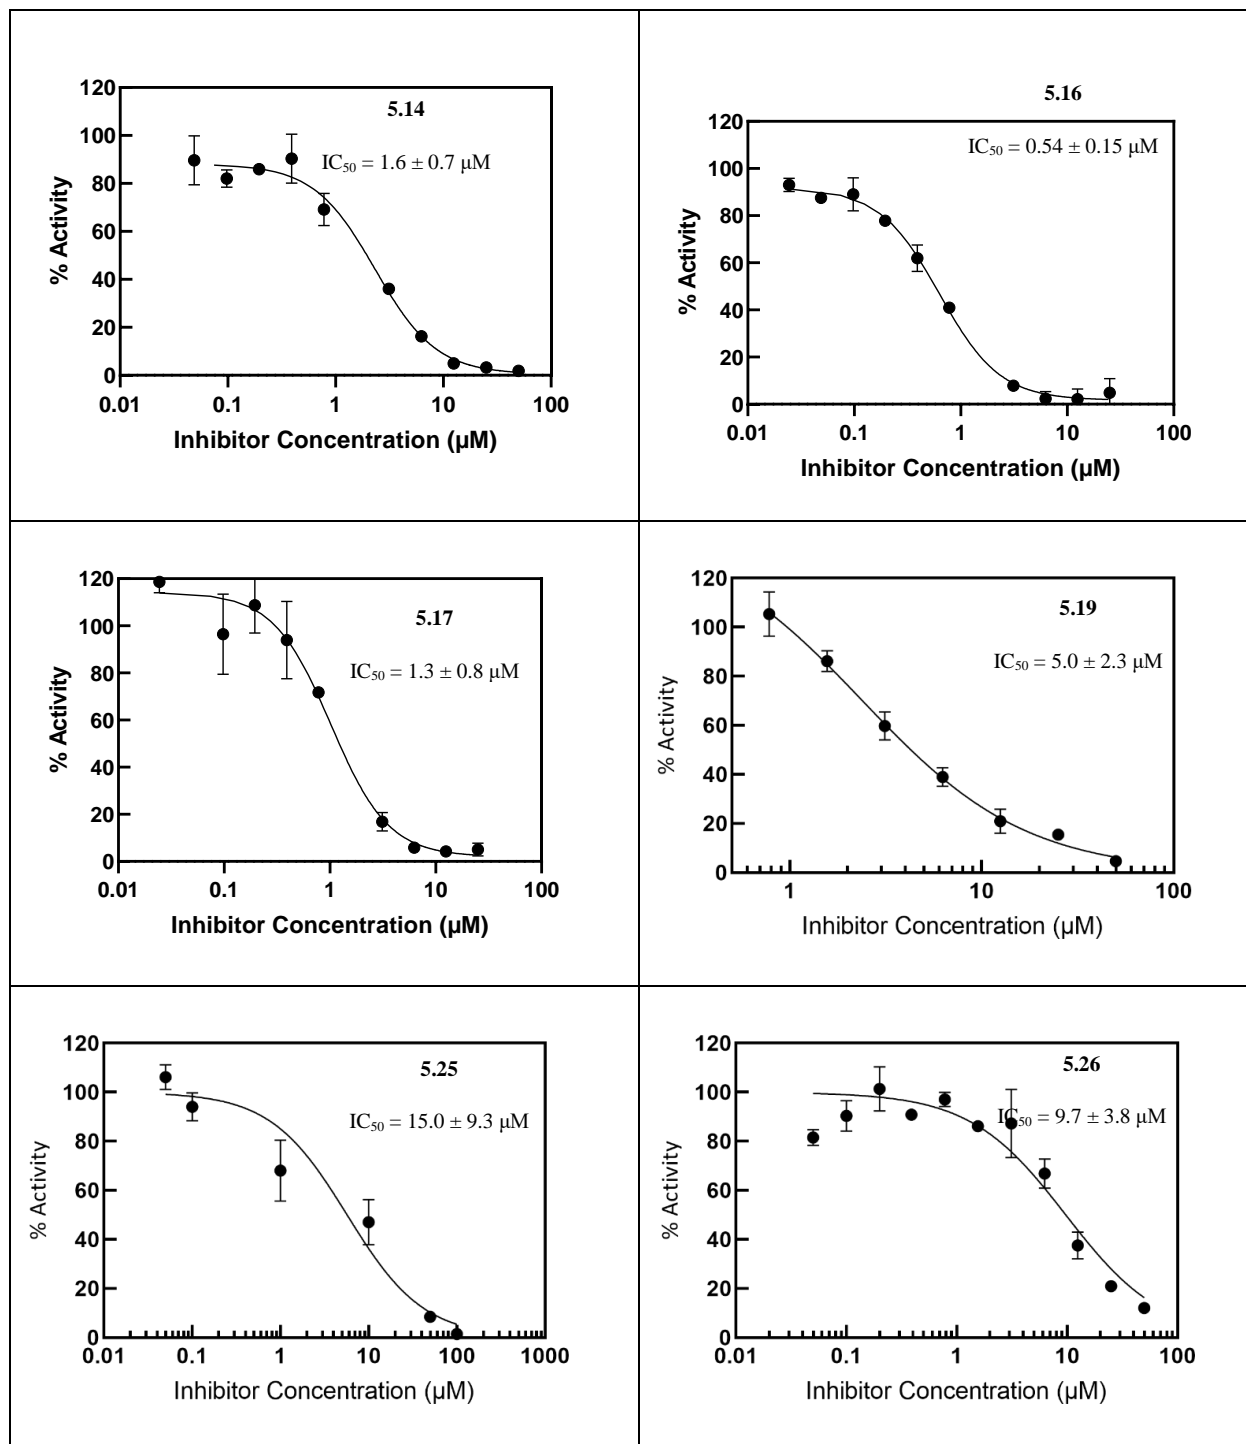 5.14
IC50 = 1.6 ± 0.7 µM
120
100
80
60
40
20
0
% Activity
0.01 0.1 1 10 100
Inhibitor Concentration (µM)
5.16
IC50 = 0.54 ± 0.15 µM
120
100
80
60
40
20
0
% Activity
0.01 0.1 1 10 100
Inhibitor Concentration (µM)
5.17
IC50 = 1.3 ± 0.8 µM
120
100
80
60
40
20
0
% Activity
0.01 0.1 1 10 100
Inhibitor Concentration (µM)
5.19
IC50 = 5.0 ± 2.3 µM
120
100
80
60
40
20
0
% Activity
1 10 100
Inhibitor Concentration (µM)
5.25
IC50 = 15.0 ± 9.3 µM
120
100
80
60
40
20
0
% Activity
0.01 0.1 1 10 100 1000
Inhibitor Concentration (µM)
5.26
IC50 = 9.7 ± 3.8 µM
120
100
80
60
40
20
0
% Activity
0.01 0.1 1 10 100
Inhibitor Concentration (µM)